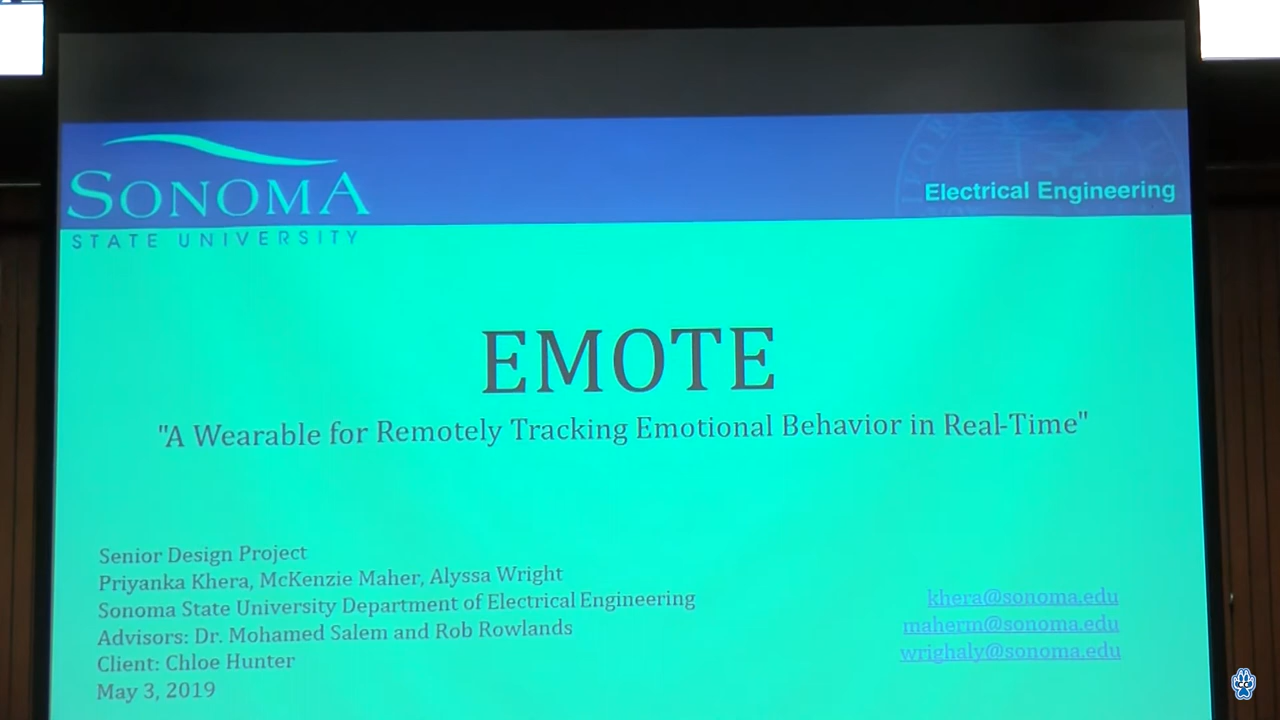 SONOMA
STATE UNIVERSITY
Electrical Engineering
EMOTE
"A Wearable for Remotely Tracking Emotional Behavior in Real-Time"
Senior Design Project
Priyanka Khera, McKenzie Maher, Alyssa Wright
Sonoma State University Department of Electrical Engineering
Advisors: Dr. Mohamed Salem and Rob Rowlands
Client: Chloe Hunter
May 3, 2019
khera@sonoma.edu
maherm@sonoma.edu
wrighaly@sonoma.edu